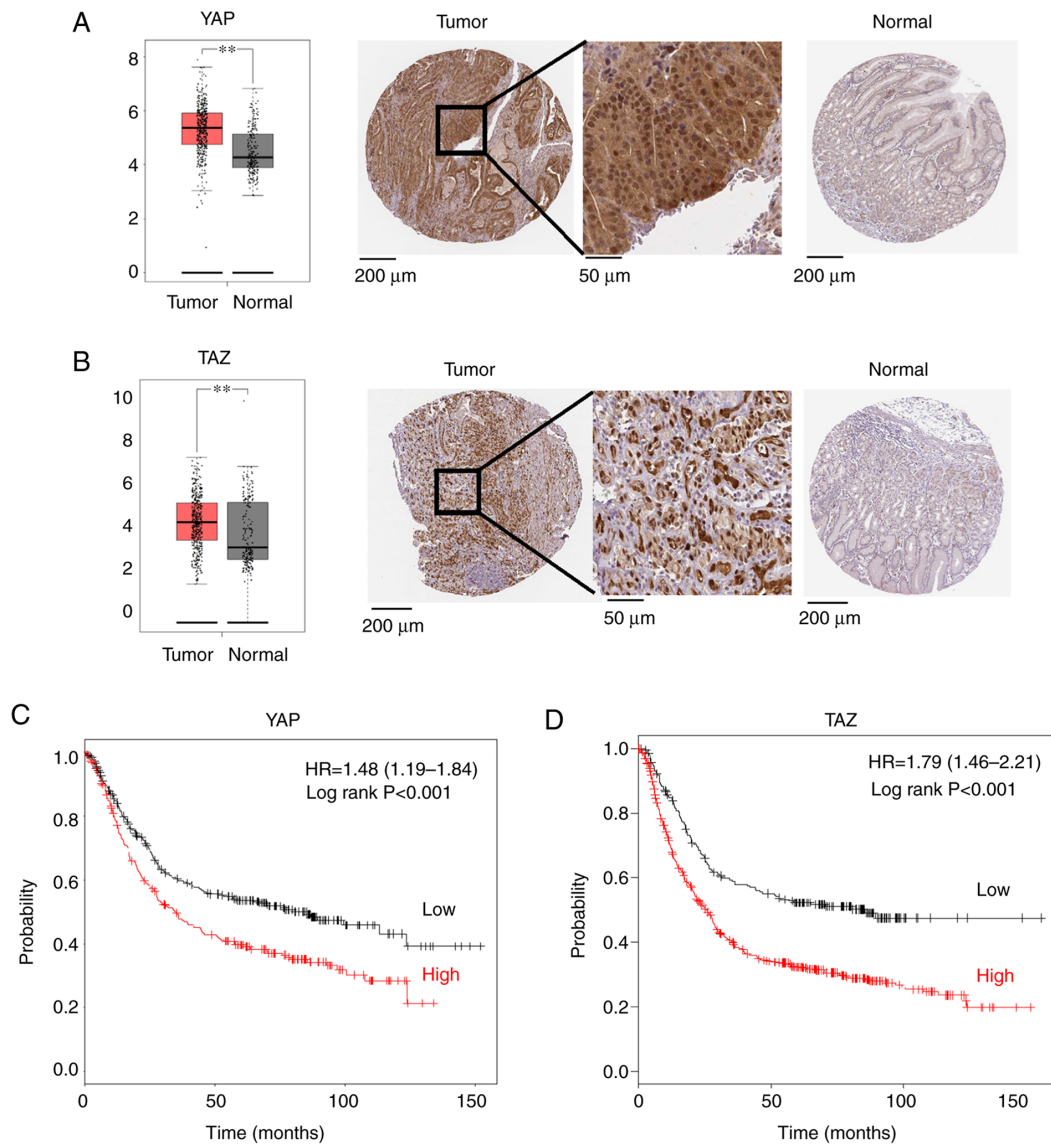 A
YAP
Tumor
Normal
**
8
6
4
2
0
Tumor Normal
200 µm
50 µm
200 µm
B
TAZ
Tumor
Normal
**
10
10
8
6
4
2
0
Tumor Normal
200 µm
50 µm
200 µm
C
YAP
HR=1.48 (1.19–1.84)
Log rank P<0.001
1.0
0.8
0.6
0.4
0.2
0.0
Probability
Low
High
0 50 100 150
Time (months)
D
TAZ
HR=1.79 (1.46–2.21)
Log rank P<0.001
1.0
0.8
0.6
0.4
0.2
0.0
Probability
Low
High
0 50 100 150
Time (months)